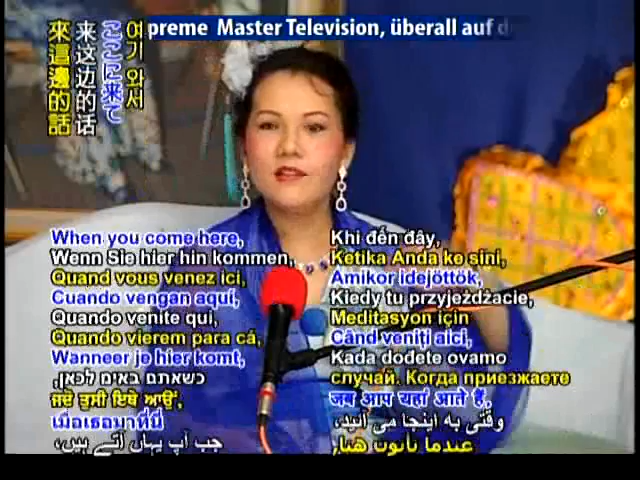 preme Master Television, überall auf d
來這邊的話
来这边的话
ここに来て
여기 와서
When you come here,
Wenn Sie hier hin kommen,
Quand vous venez ici,
Cuando vengan aquí,
Quando venite qui,
Quando vierem para cá,
Wanneer je hier komt,
כשאתם באים לכאן,
ਜਦੋਂ ਤੁਸੀ ਇਥੇ ਆਉਂ,
เมื่อเธอมาที่นี่
جب آپ یہاں آتے ہیں،
Khi đến đây,
Ketika Anda ke sini,
Amikor idejöttök,
Kiedy tu przyjeżdżacie,
Meditasyon için
Când veniţi aici,
Kada dođete ovamo
случай. Когда приезжаете
जब आप यहां आते हैं,
وقتی به اینجا می آئید،
عندما تأتون هنا,